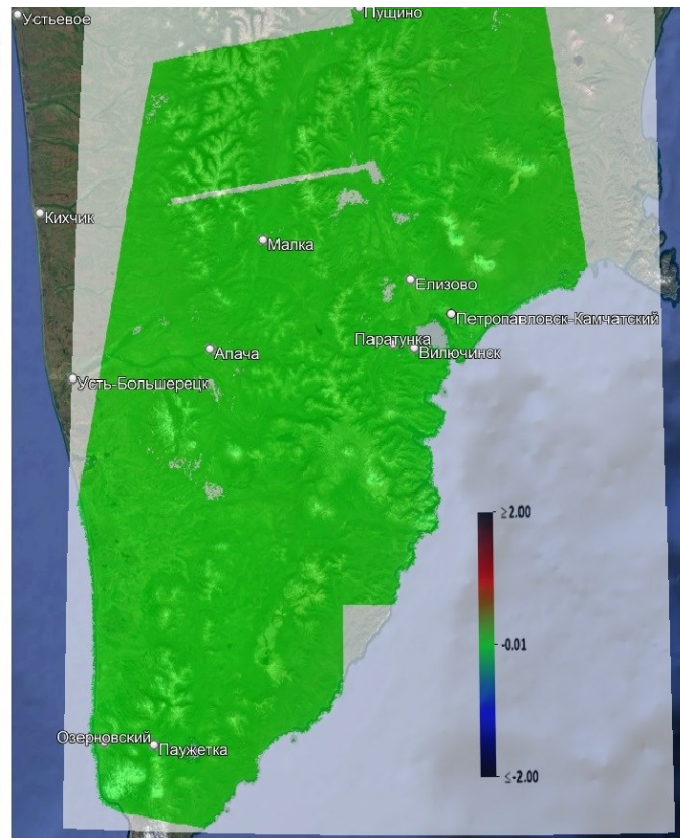 Устьевое
Пущино
Кихчик
Малка
Елизово
Петропавловск-Камчатский
Паратунка
Апача
Вилючинск
Усть-Большерецк
≥2.00
-0.01
Озерновский
Паужетка
≤-2.00